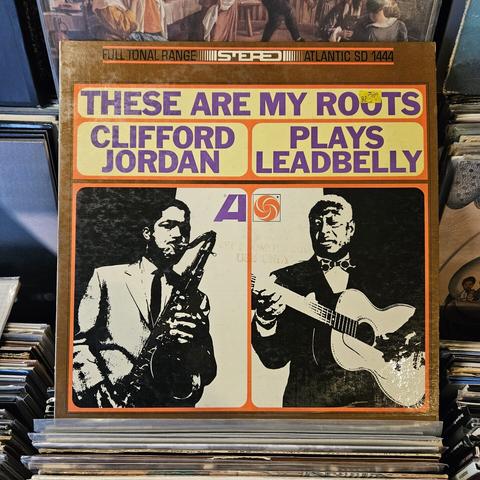 FULL TONAL RANGE STEREO ATLANTIC SD 1444
THESE ARE MY ROOTS
CLIFFORD JORDAN
PLAYS LEADBELLY
A